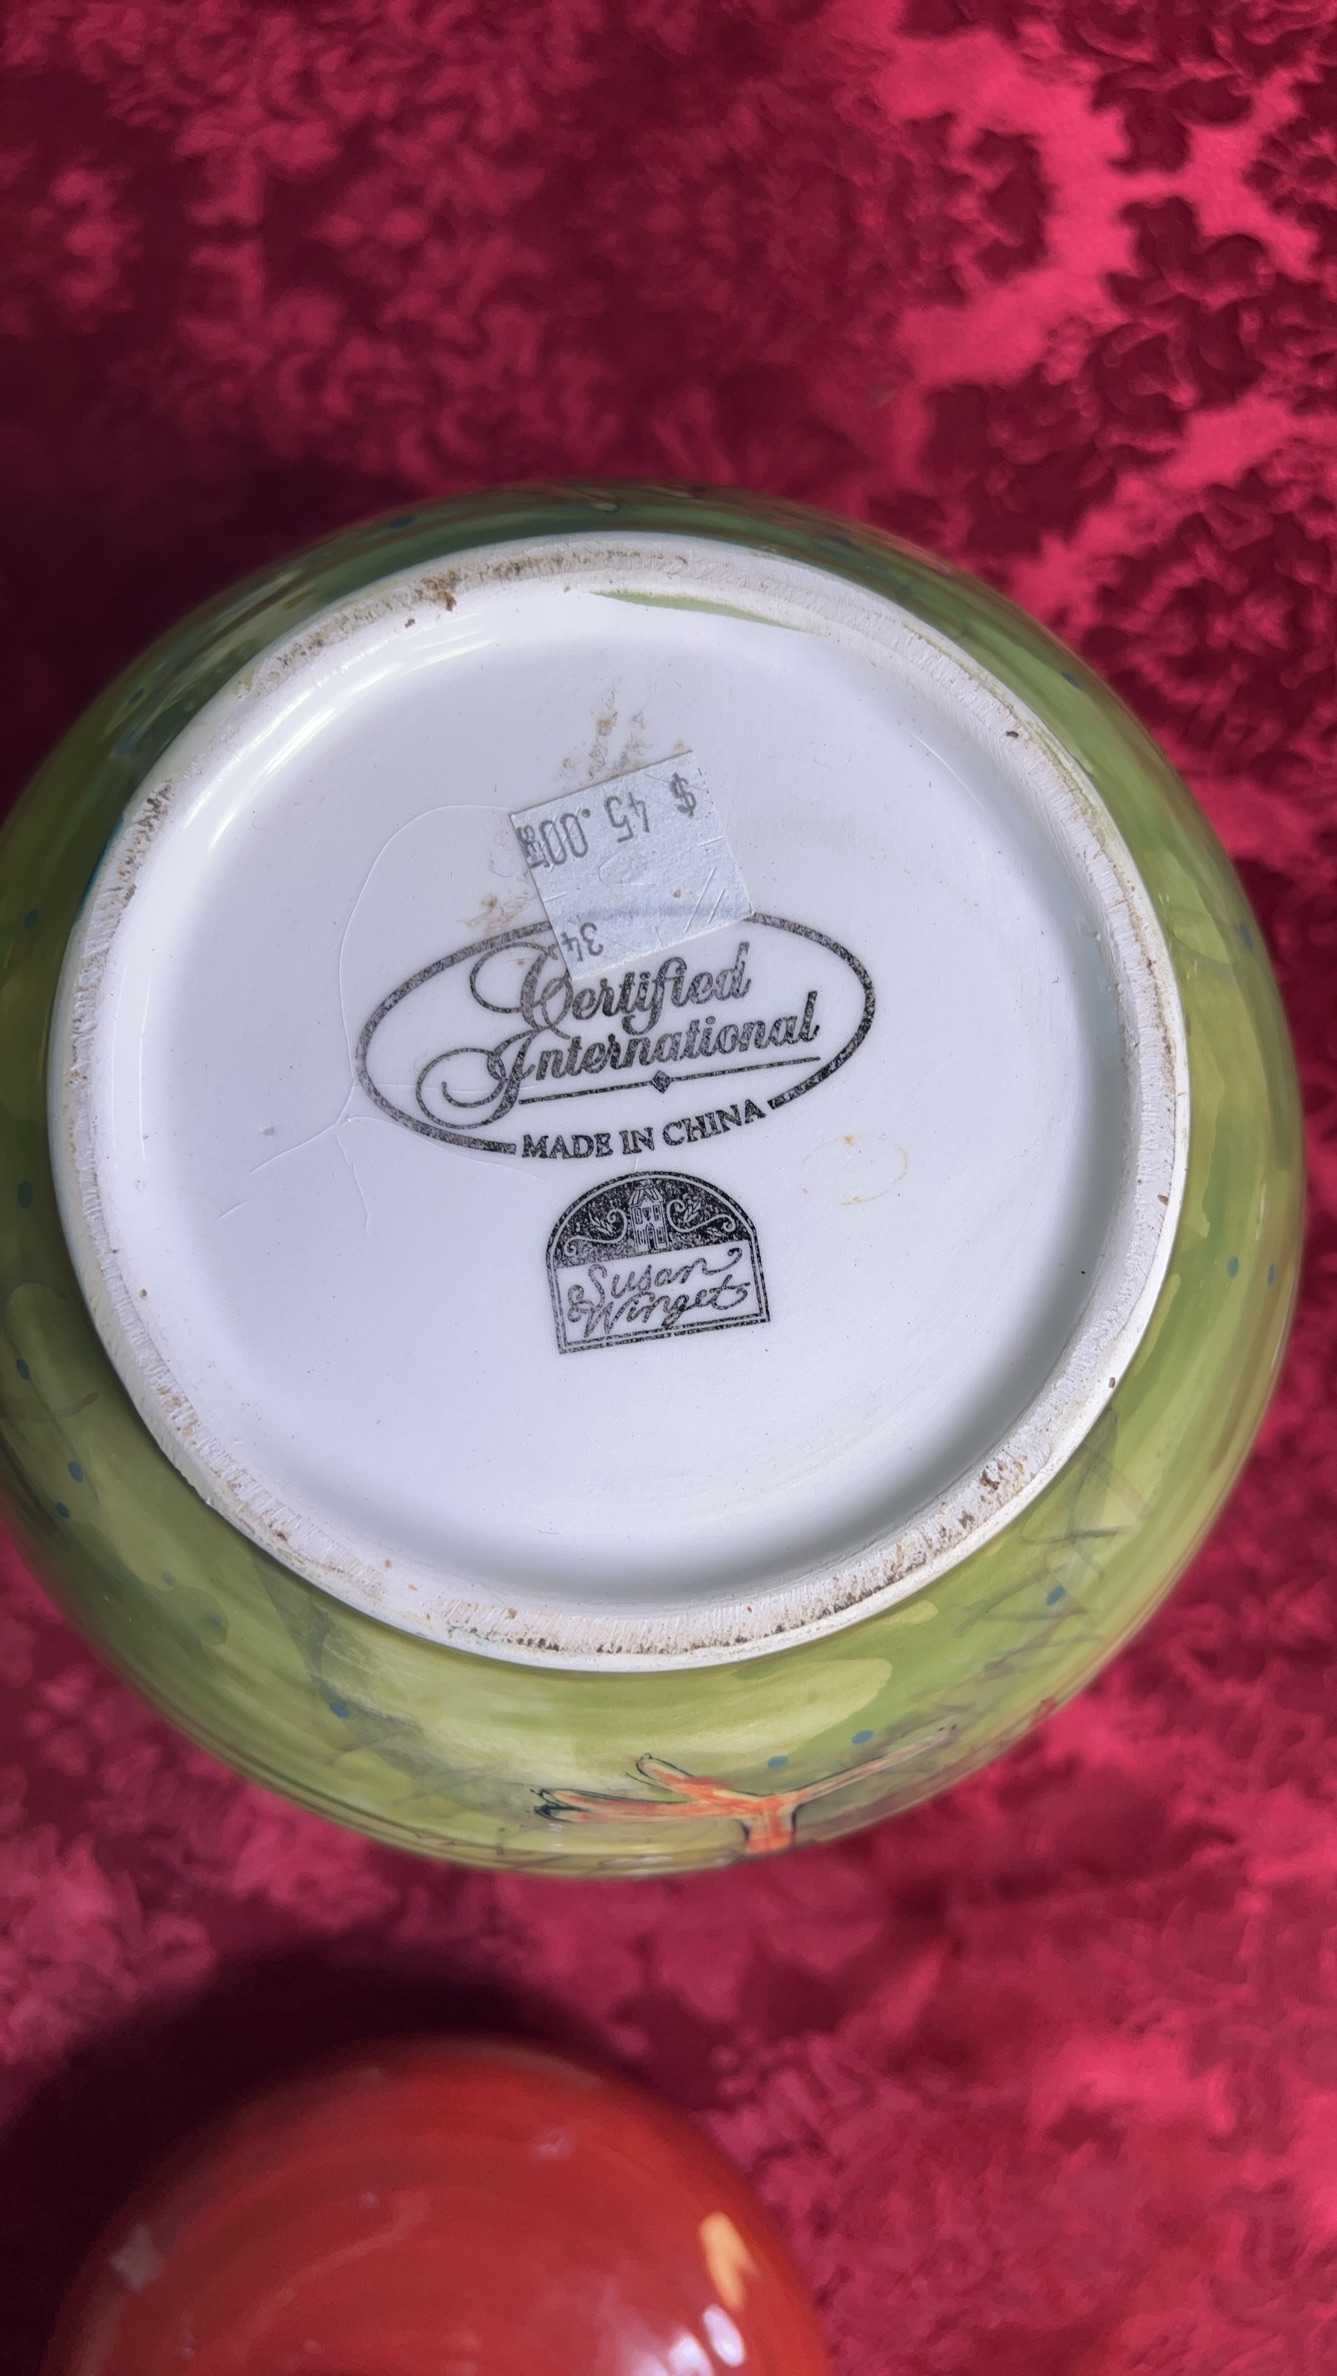 $ 45.00
34
Certified
International
MADE IN CHINA
Susan
Winget